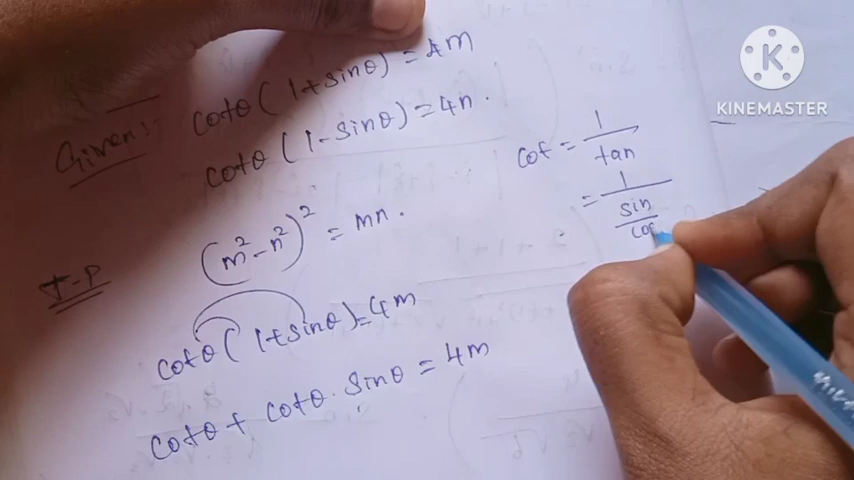 Given:
cotθ (1+sinθ) = 4m
cotθ (1-sinθ) = 4n.
(m²-n²)² = mn.
T-P
cotθ (1+sinθ) = 4m
cotθ + cotθ. sinθ = 4m
cot = 1/tan
= 1/(sin/cos
K
KINEMASTER